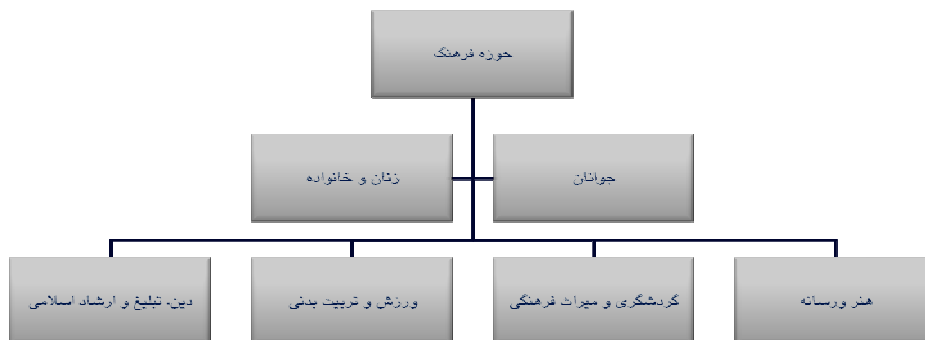 حوزه فرهنگ
جوانان
زنان و خانواده
هنر ورسانه
گردشگری و میراث فرهنگی
ورزش و تربیت بدنی
دین، تبلیغ و ارشاد اسلامی